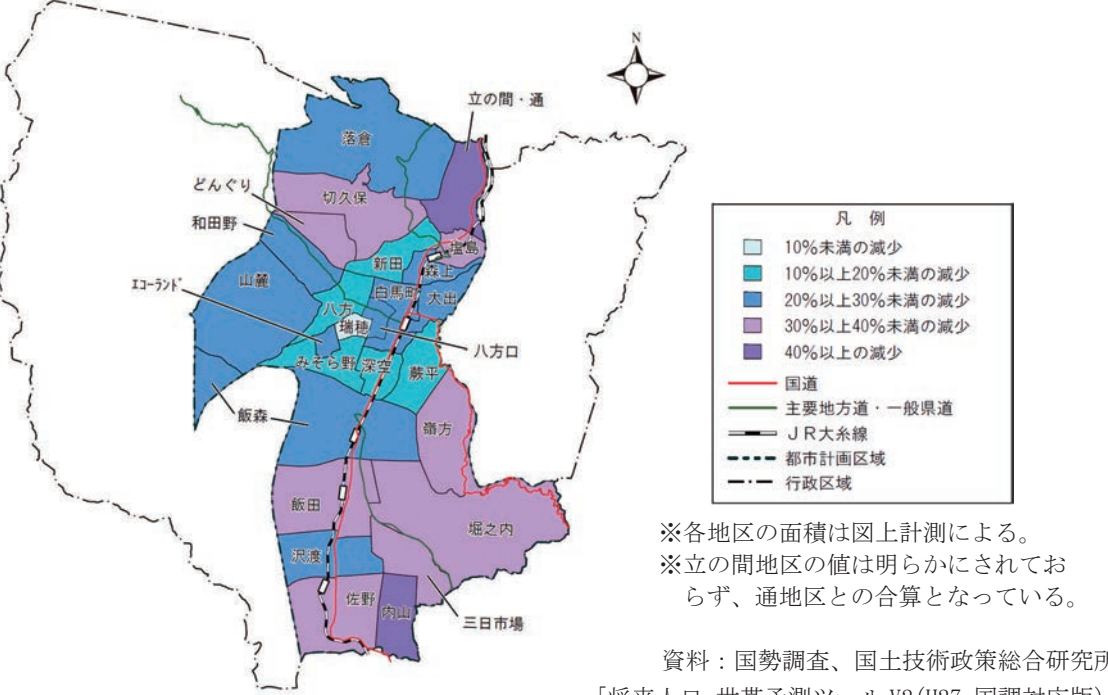 N
立の間・通
落倉
どんぐり
切久保
和田野
塩島
新田
森上
山麓
エコーランド
白馬町
大出
八方
瑞穂
八方口
みそら野
深空
蕨平
飯森
嶺方
飯田
堀之内
沢渡
佐野
内山
三日市場
凡 例
10%未満の減少
10%以上20%未満の減少
20%以上30%未満の減少
30%以上40%未満の減少
40%以上の減少
国道
主要地方道・一般県道
JR大糸線
都市計画区域
行政区域
※各地区の面積は図上計測による。
※立の間地区の値は明らかにされてお
らず、通地区との合算となっている。
資料：国勢調査、国土技術政策総合研究所